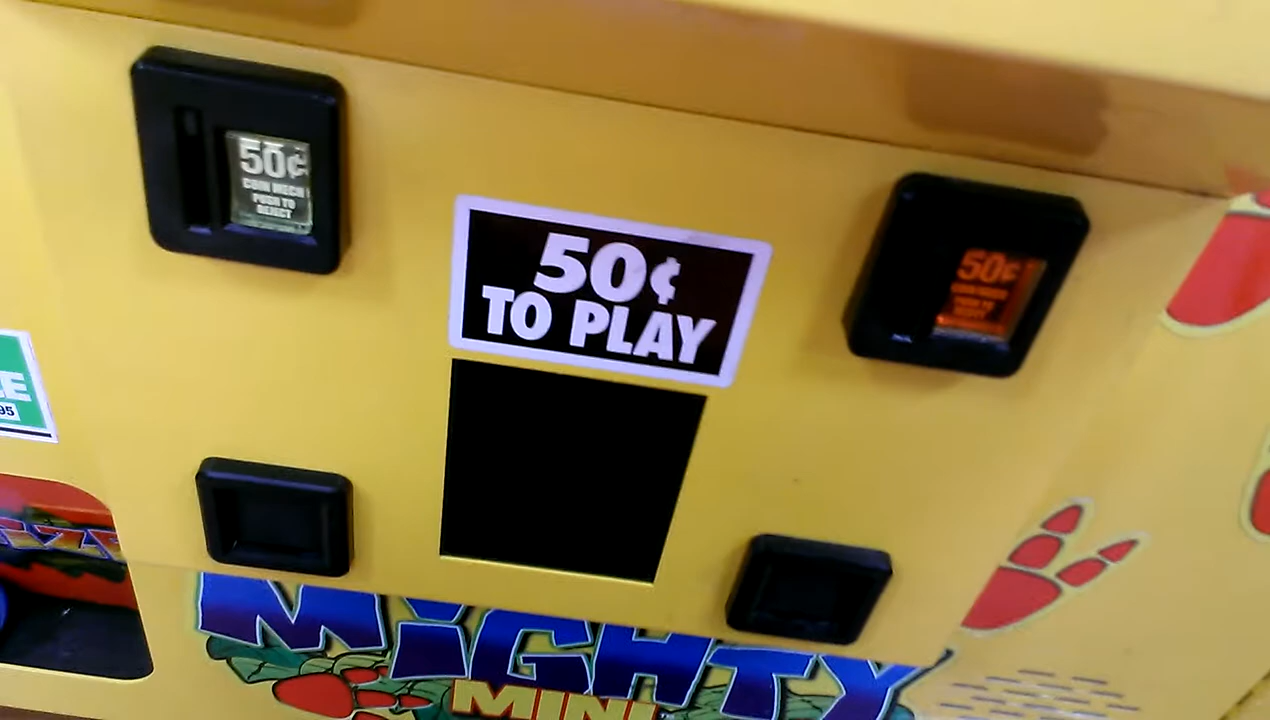 50¢
COIN MECH
PUSH TO
REJECT
50¢
TO PLAY
50¢
MIGHTY
MINI